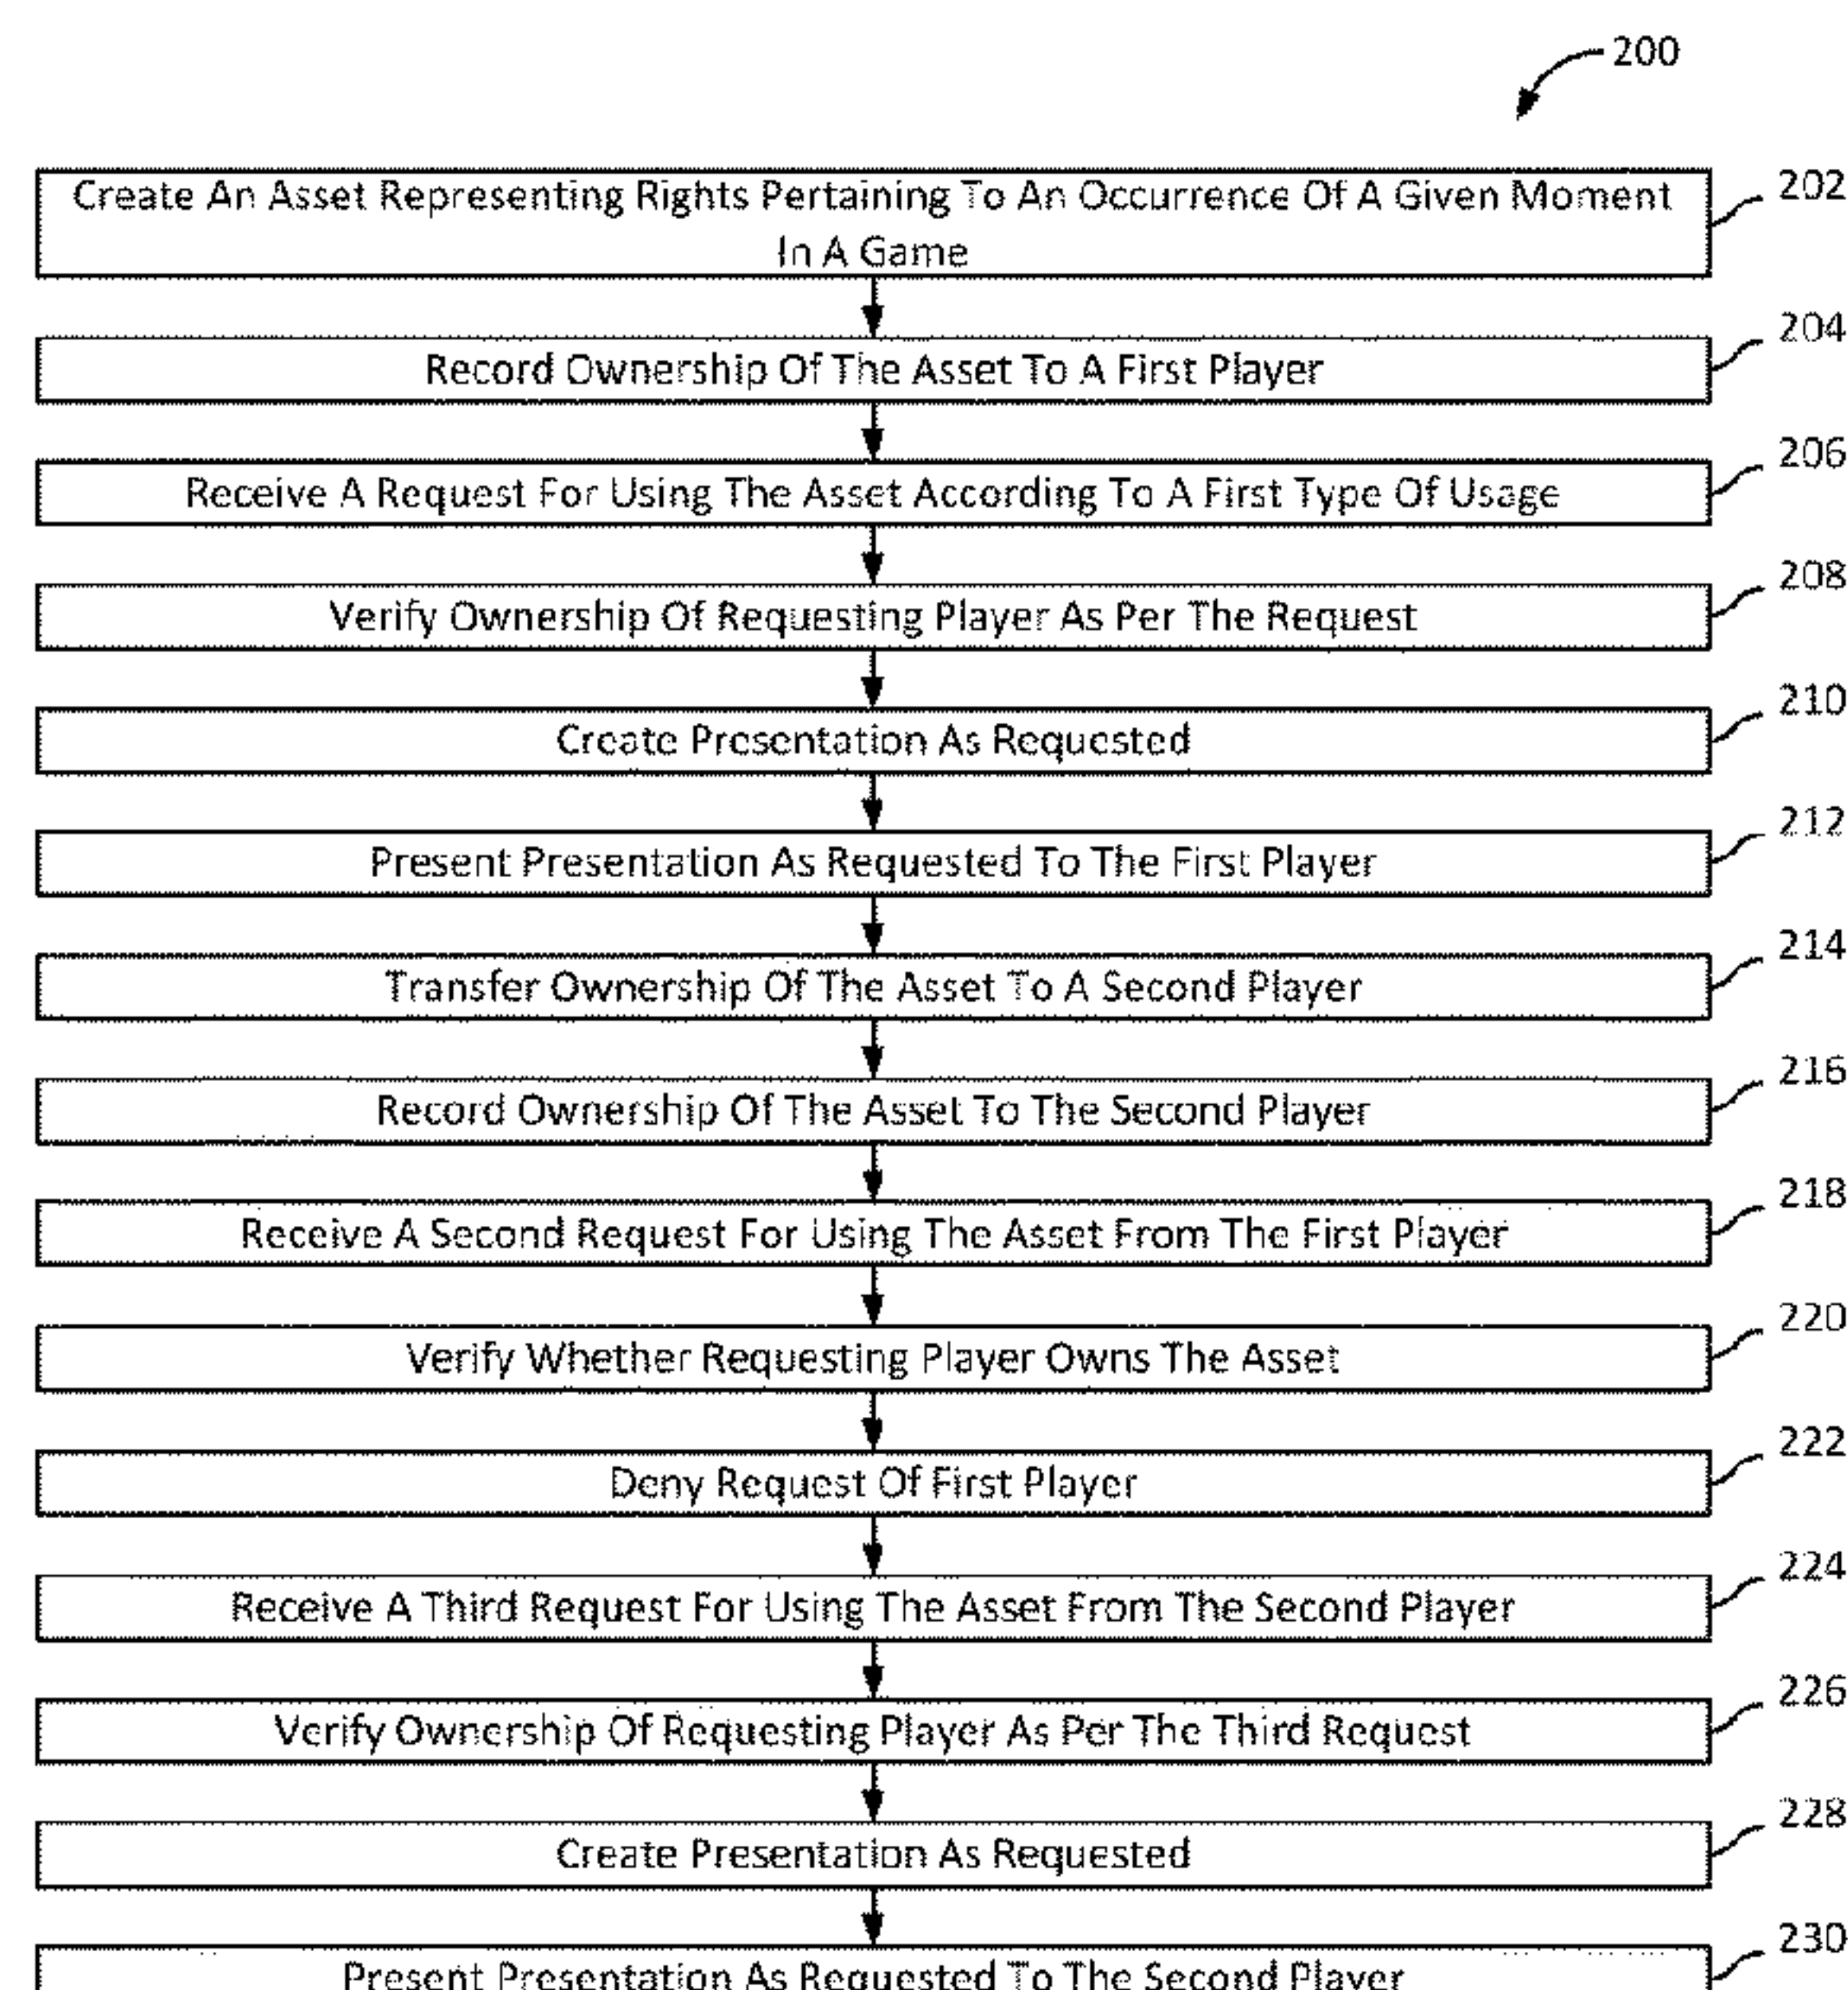 200
Create An Asset Representing Rights Pertaining To An Occurrence Of A Given Moment
In A Game
202
Record Ownership Of The Asset To A First Player
204
Receive A Request For Using The Asset According To A First Type Of Usage
206
Verify Ownership Of Requesting Player As Per The Request
208
Create Presentation As Requested
210
Present Presentation As Requested To The First Player
212
Transfer Ownership Of The Asset To A Second Player
214
Record Ownership Of The Asset To The Second Player
216
Receive A Second Request For Using The Asset From The First Player
218
Verify Whether Requesting Player Owns The Asset
220
Deny Request Of First Player
222
Receive A Third Request For Using The Asset From The Second Player
224
Verify Ownership Of Requesting Player As Per The Third Request
226
Create Presentation As Requested
228
Present Presentation As Requested To The Second Player
230